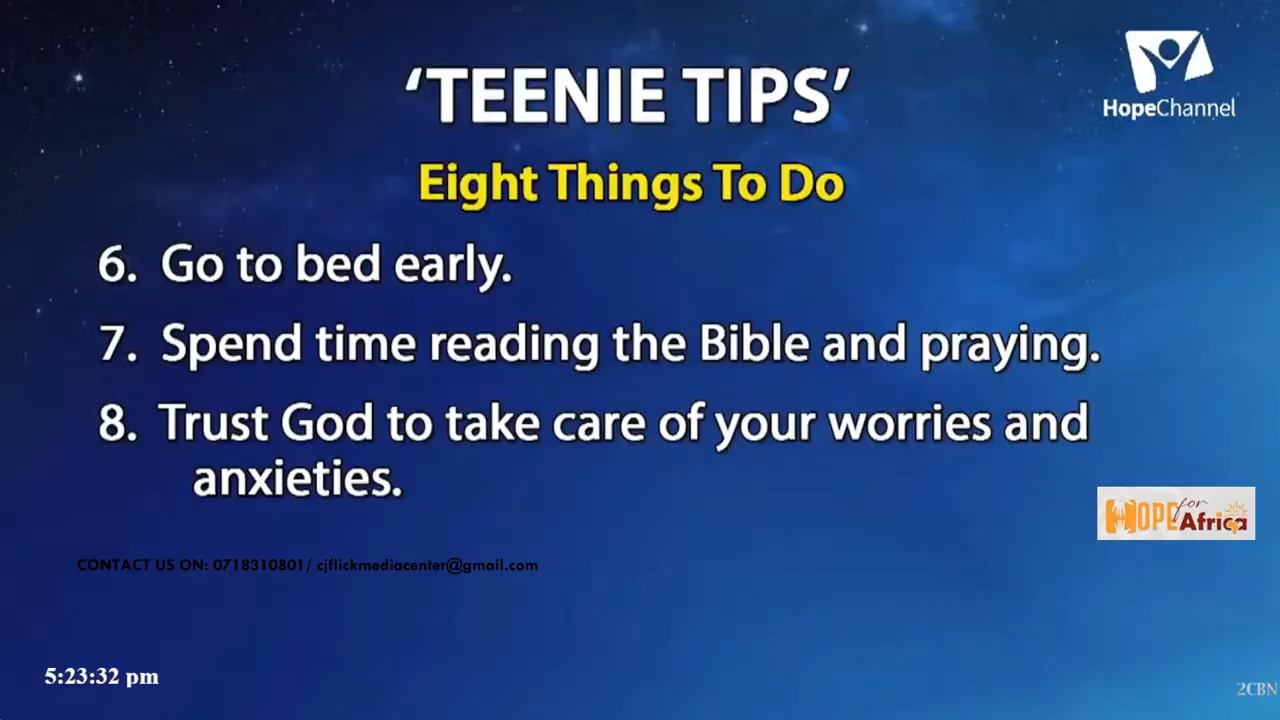 ‘TEENIE TIPS’
HopeChannel
Eight Things To Do
6. Go to bed early.
7. Spend time reading the Bible and praying.
8. Trust God to take care of your worries and
anxieties.
HOPE for Africa
CONTACT US ON: 0718310801/ cjflickmediacenter@gmail.com
5:23:32 pm
2CBN